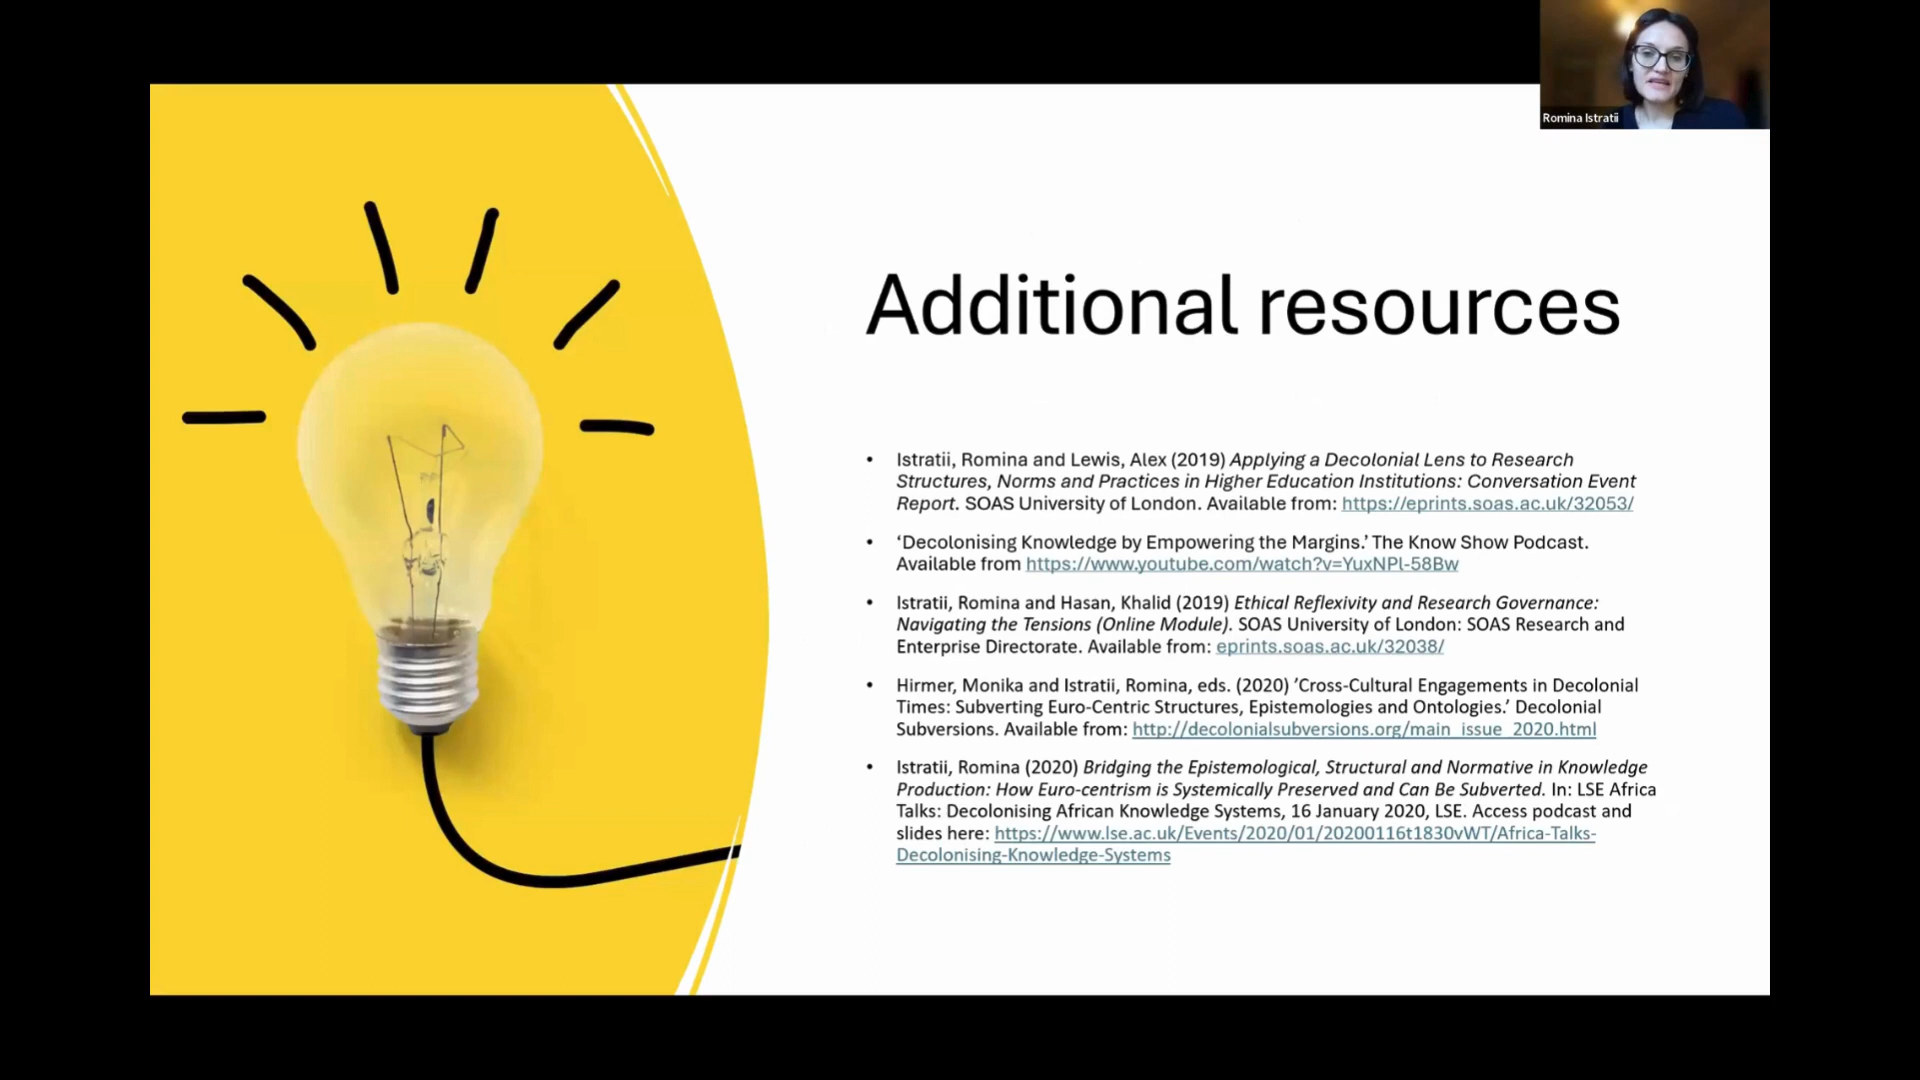 Romina Istratii
Additional resources
• Istratii, Romina and Lewis, Alex (2019) Applying a Decolonial Lens to Research
Structures, Norms and Practices in Higher Education Institutions: Conversation Event
Report. SOAS University of London. Available from: https://eprints.soas.ac.uk/32053/
• ‘Decolonising Knowledge by Empowering the Margins.’ The Know Show Podcast.
Available from https://www.youtube.com/watch?v=YuxNPl-58Bw
• Istratii, Romina and Hasan, Khalid (2019) Ethical Reflexivity and Research Governance:
Navigating the Tensions (Online Module). SOAS University of London: SOAS Research and
Enterprise Directorate. Available from: eprints.soas.ac.uk/32038/
• Hirmer, Monika and Istratii, Romina, eds. (2020) ’Cross-Cultural Engagements in Decolonial
Times: Subverting Euro-Centric Structures, Epistemologies and Ontologies.’ Decolonial
Subversions. Available from: http://decolonialsubversions.org/main_issue_2020.html
• Istratii, Romina (2020) Bridging the Epistemological, Structural and Normative in Knowledge
Production: How Euro-centrism is Systemically Preserved and Can Be Subverted. In: LSE Africa
Talks: Decolonising African Knowledge Systems, 16 January 2020, LSE. Access podcast and
slides here: https://www.lse.ac.uk/Events/2020/01/20200116t1830vWT/Africa-Talks-
Decolonising-Knowledge-Systems